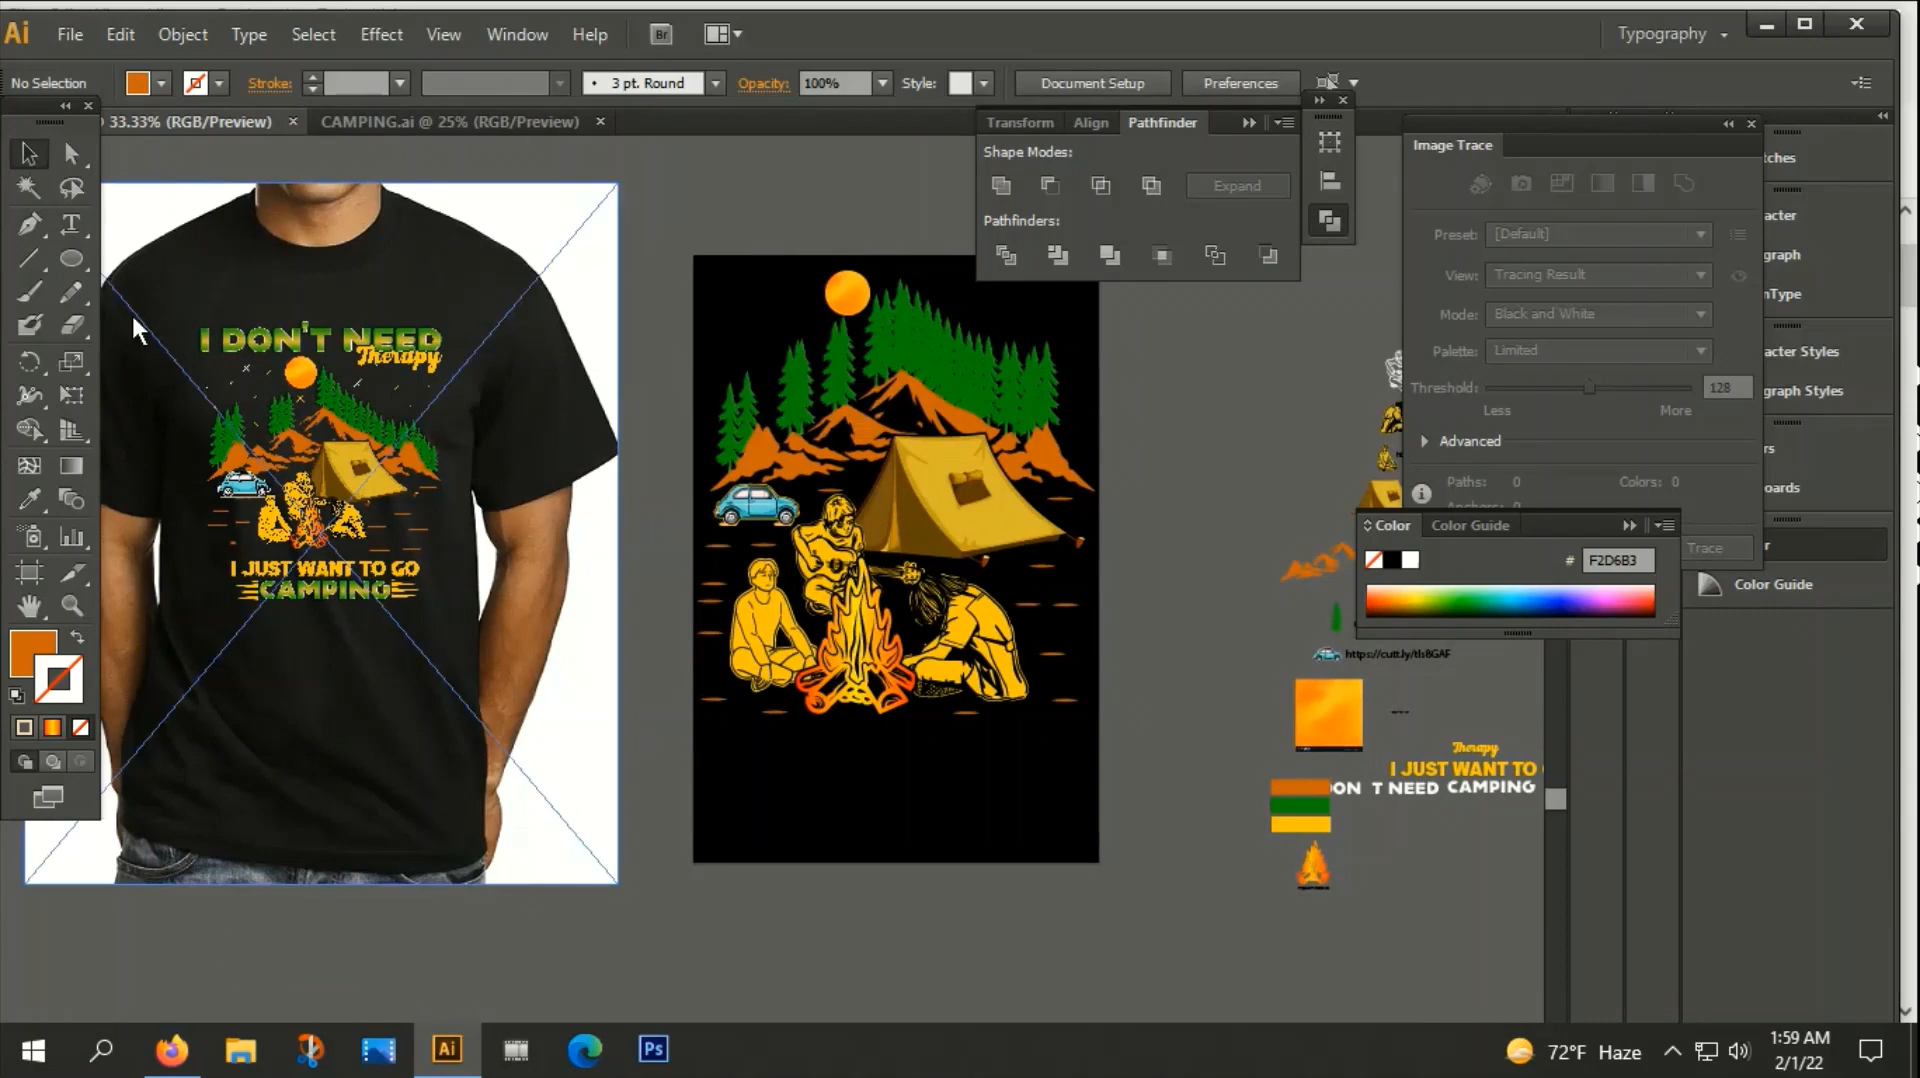 Ai File Edit Object Type Select Effect View Window Help Br Typography
No Selection Stroke: 3 pt. Round Opacity: 100% Style: Document Setup Preferences
33.33% (RGB/Preview) CAMPING.ai @ 25% (RGB/Preview)
Transform Align Pathfinder
Shape Modes:
Expand
Pathfinders:
Image Trace
Preset: [Default]
View: Tracing Result
Mode: Black and White
Palette: Limited
Threshold: 128
Less More
Advanced
Paths: 0 Colors: 0
Trace
tches
acter
graph
nType
acter Styles
graph Styles
rs
oards
r
Color Guide
Color Color Guide
# F2D6B3
I DON'T NEED
Therapy
I JUST WANT TO GO
CAMPING
https://cutt.ly/tIs8GAF
Therapy
I JUST WANT TO
ON T NEED CAMPING
Ai Ps
72°F Haze
1:59 AM
2/1/22